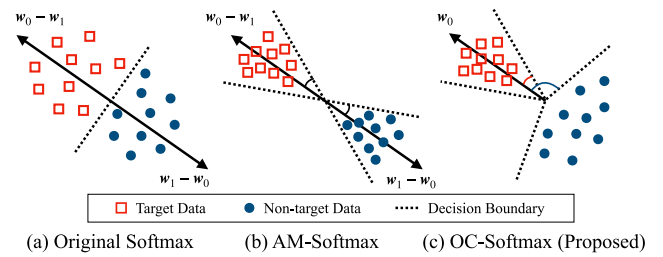 w₀ − w₁
w₁ − w₀
w₀ − w₁
w₁ − w₀
w₀
Target Data
Non-target Data
Decision Boundary
(a) Original Softmax
(b) AM-Softmax
(c) OC-Softmax (Proposed)